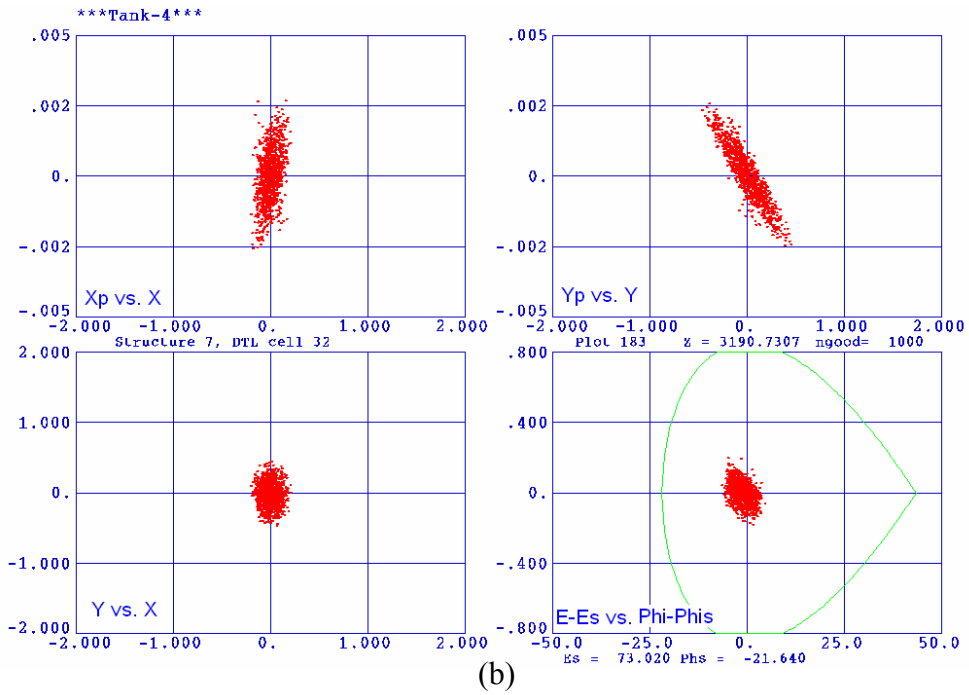 ***Tank-4***
.005
.002
0.
-.002
-.005
Xp vs. X
-2.000 -1.000 0. 1.000 2.000
.005
.002
0.
-.002
-.005
Yp vs. Y
-2.000 -1.000 0. 1.000 2.000
Structure 7, DTL cell 32
Plot 183 Z = 3190.7307 ngood= 1000
2.000
1.000
0.
-1.000
-2.000
Y vs. X
-2.000 -1.000 0. 1.000 2.000
.800
.400
0.
-.400
-.800
E-Es vs. Phi-Phis
-50.0 -25.0 0. 25.0 50.0
Es = 73.020 Phs = -21.640
(b)